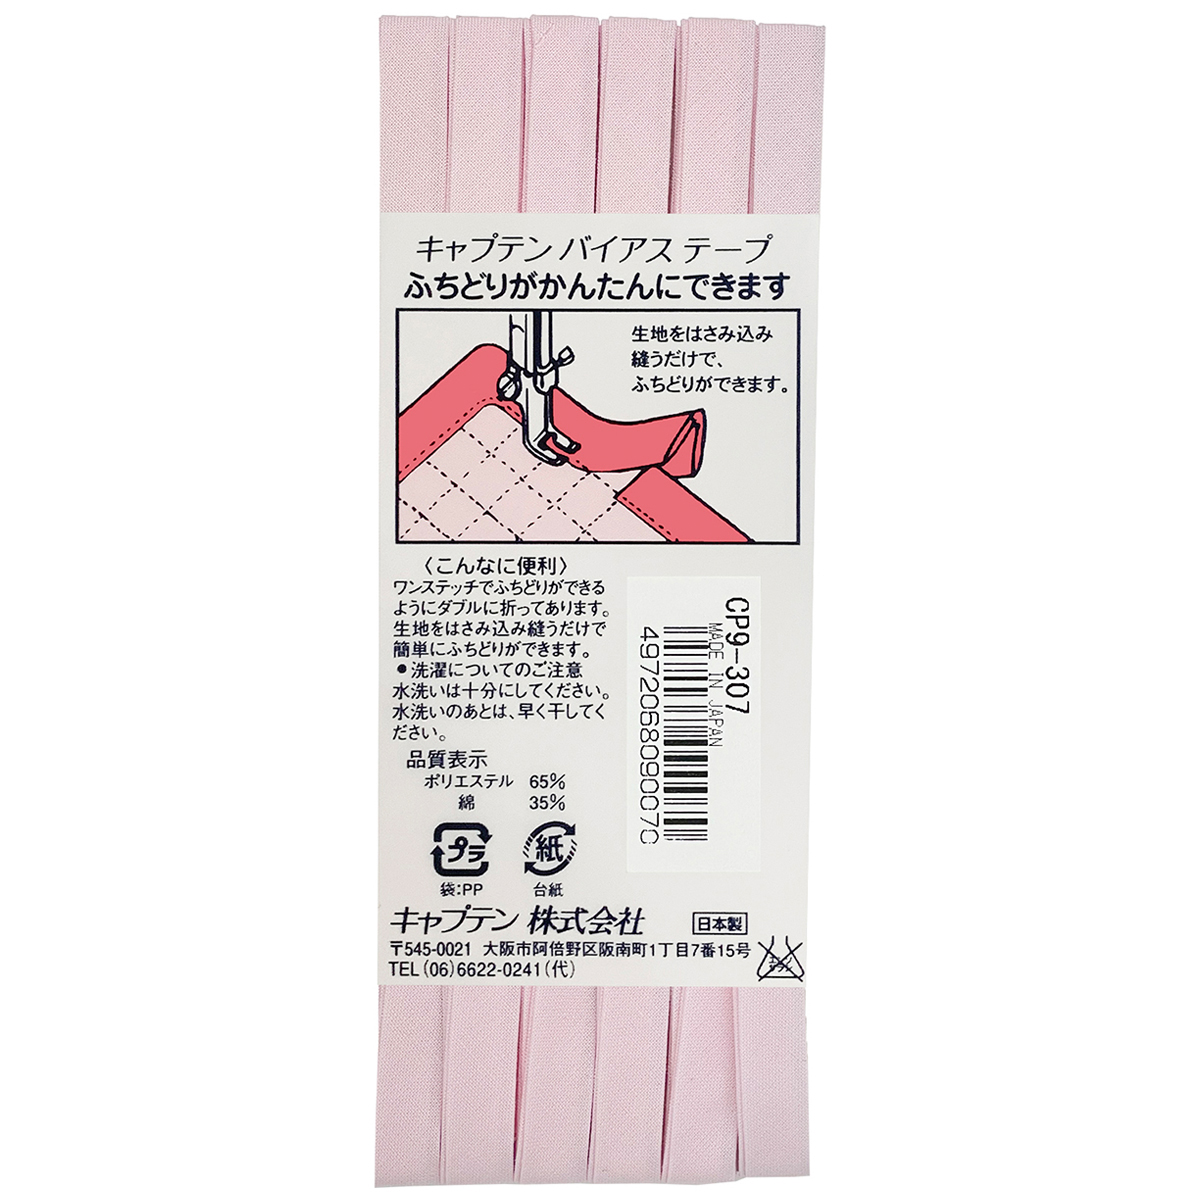 キャプテン バイアス テープ
ふちどりがかんたんにできます
生地をはさみ込み
縫うだけで、
ふちどりができます。
〈こんなに便利〉
ワンステッチでふちどりができる
ようにダブルに折ってあります。
生地をはさみ込み縫うだけで
簡単にふちどりができます。
●洗濯についてのご注意
水洗いは十分にしてください。
水洗いのあとは、早く干してく
ださい。
品質表示
ポリエステル 65%
綿 35%
CP9-307
MADE IN JAPAN
4972068090070
プラ
紙
袋:PP
台紙
キャプテン 株式会社
日本製
〒545-0021 大阪市阿倍野区阪南町1丁目7番15号
TEL(06)6622-0241(代)